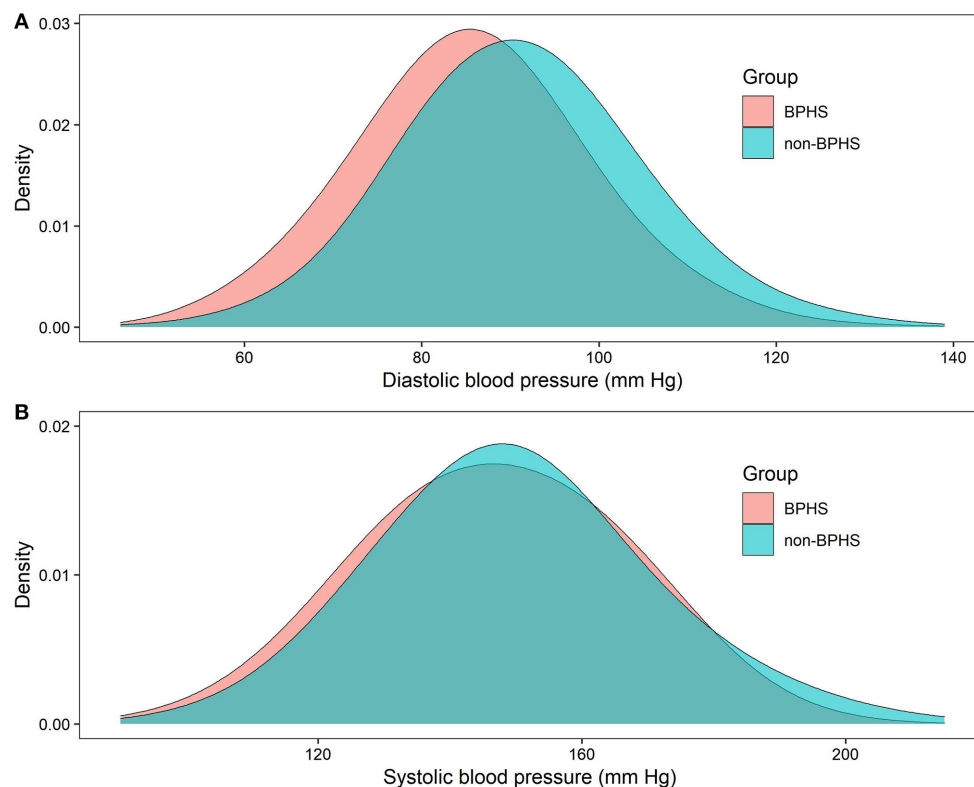 A
0.03
0.02
0.01
0.00
Density
Group
BPHS
non-BPHS
60 80 100 120 140
Diastolic blood pressure (mm Hg)
B
0.02
0.01
0.00
Density
Group
BPHS
non-BPHS
120 160 200
Systolic blood pressure (mm Hg)